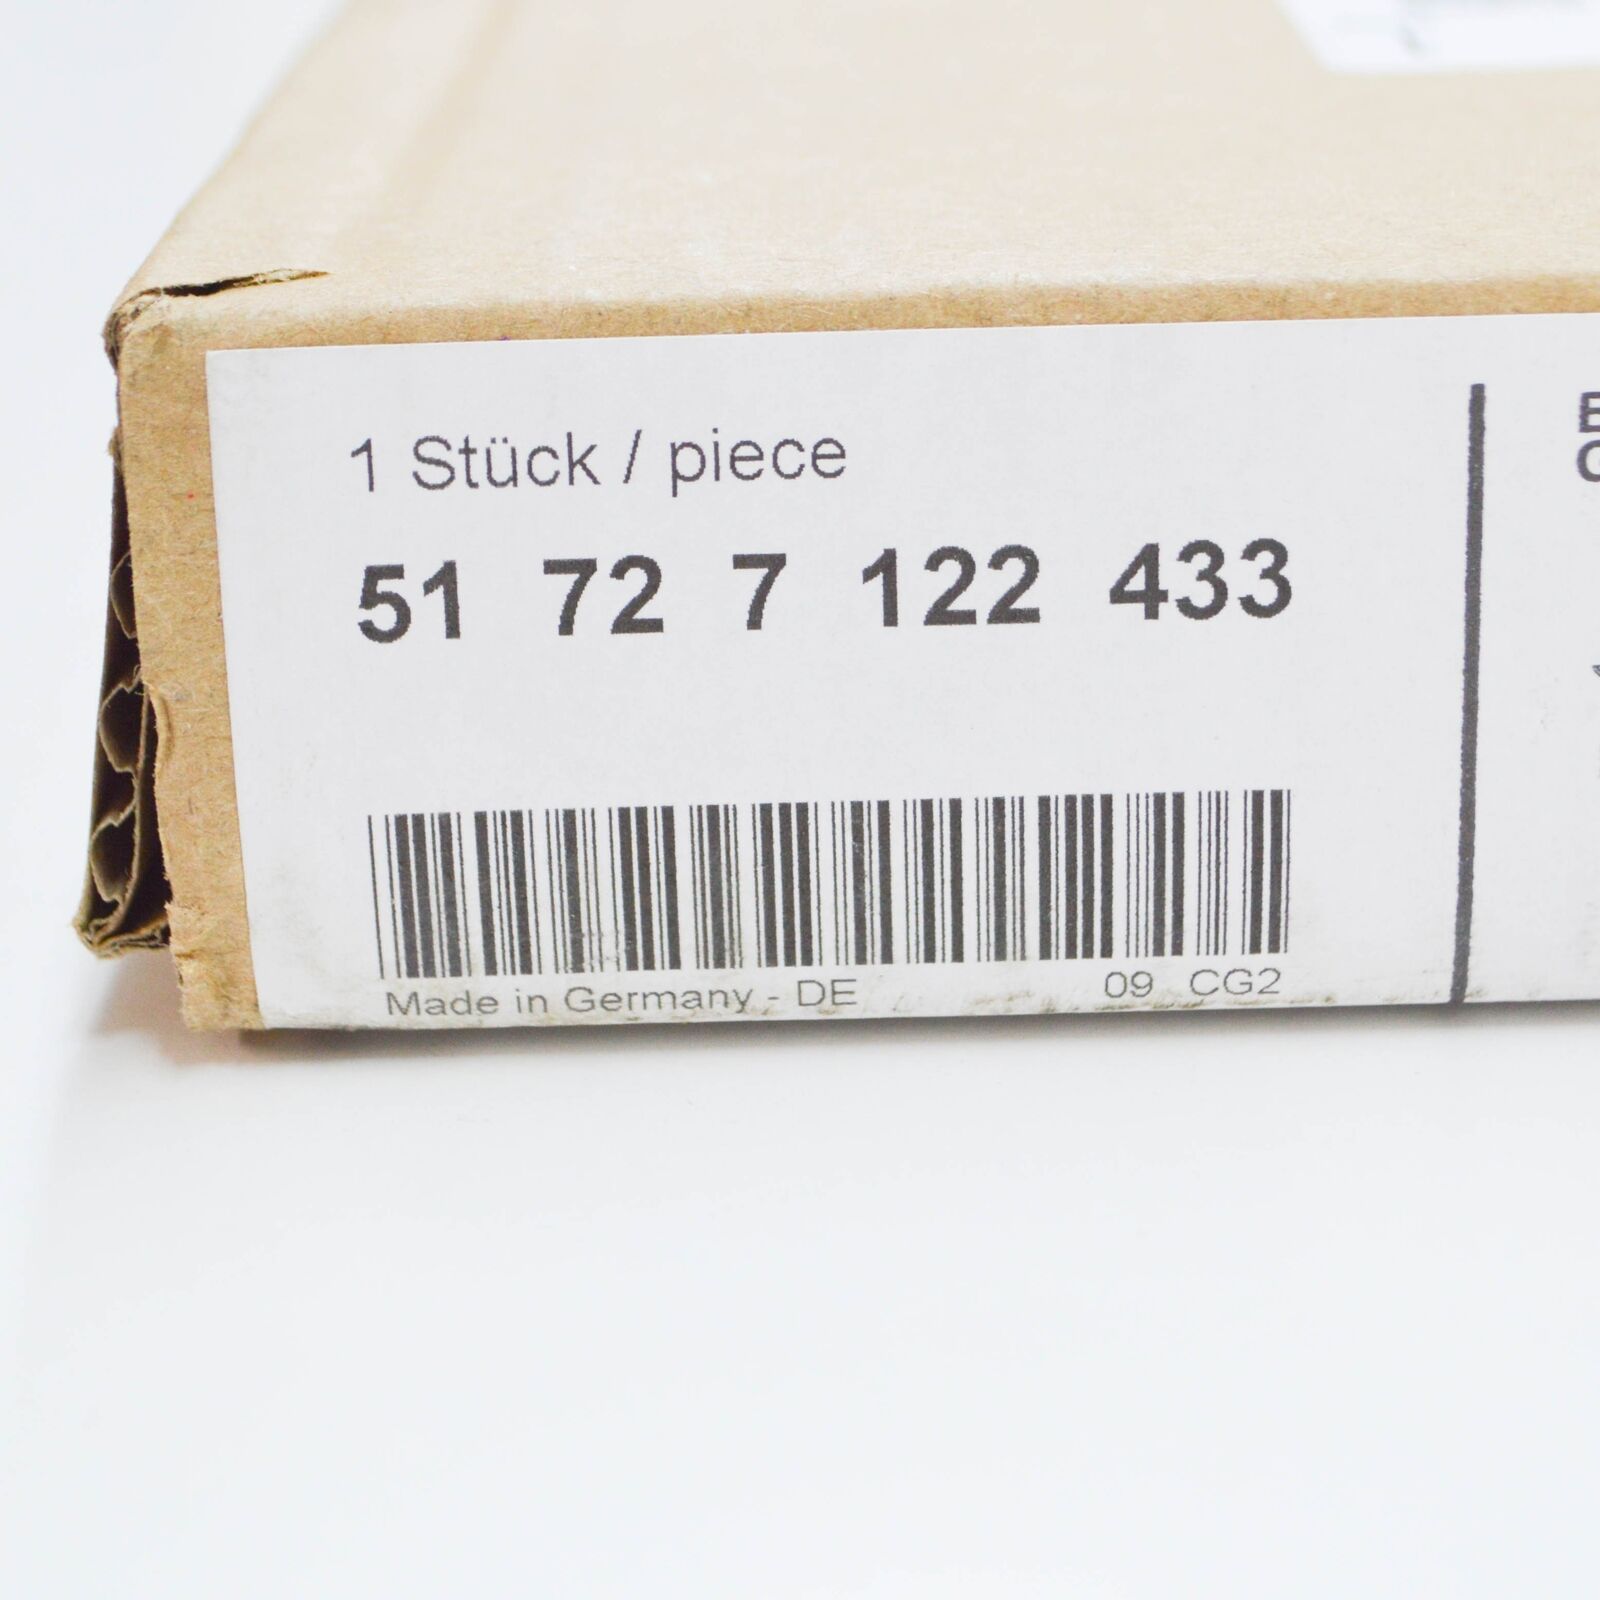 1 Stück / piece
51 72 7 122 433
Made in Germany - DE 09 CG2